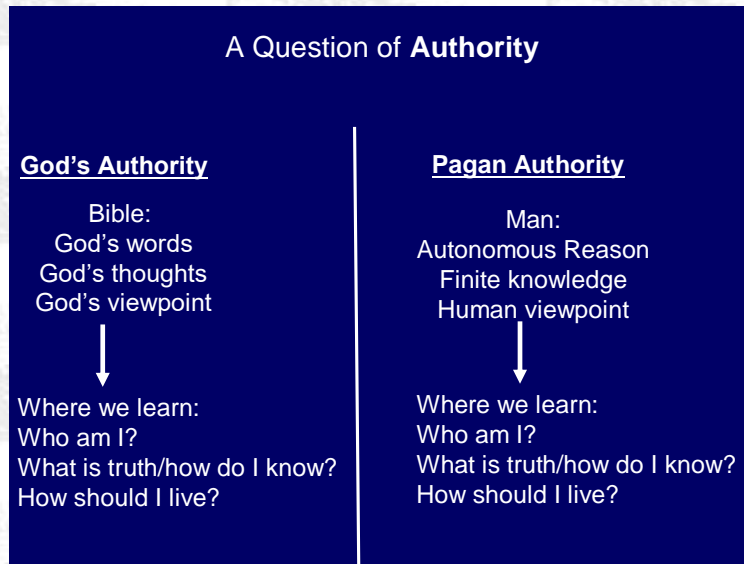 A Question of Authority
God's Authority
Bible:
God's words
God's thoughts
God's viewpoint
Where we learn:
Who am I?
What is truth/how do I know?
How should I live?
Pagan Authority
Man:
Autonomous Reason
Finite knowledge
Human viewpoint
Where we learn:
Who am I?
What is truth/how do I know?
How should I live?